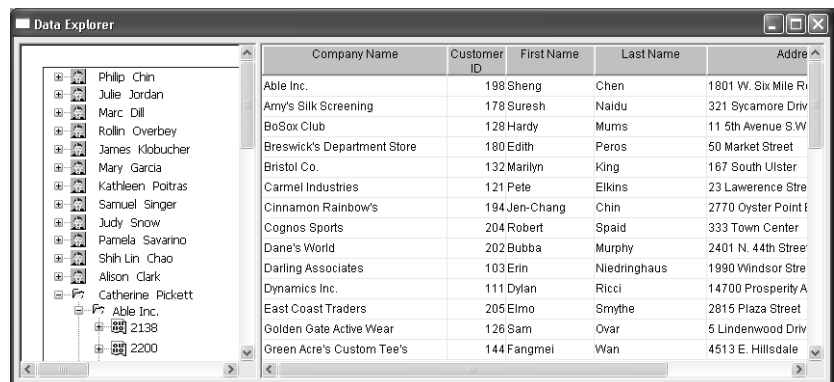 Data Explorer
Philip Chin
Julie Jordan
Marc Dill
Rollin Overbey
James Klobucher
Mary Garcia
Kathleen Poitras
Samuel Singer
Judy Snow
Pamela Savarino
Shih Lin Chao
Alison Clark
Catherine Pickett
Able Inc.
2138
2200
Company Name Customer ID First Name Last Name Addre
Able Inc. 198 Sheng Chen 1801 W. Six Mile R
Amy's Silk Screening 178 Suresh Naidu 321 Sycamore Driv
BoSox Club 128 Hardy Mums 11 5th Avenue S.W
Breswick's Department Store 180 Edith Peros 50 Market Street
Bristol Co. 132 Marilyn King 167 South Ulster
Carmel Industries 121 Pete Elkins 23 Lawerence Stre
Cinnamon Rainbow's 194 Jen-Chang Chin 2770 Oyster Point
Cognos Sports 204 Robert Spaid 333 Town Center
Dane's World 202 Bubba Murphy 2401 N. 44th Stree
Darling Associates 103 Erin Niedringhaus 1990 Windsor Stre
Dynamics Inc. 111 Dylan Ricci 14700 Prosperity A
East Coast Traders 205 Elmo Smythe 2815 Plaza Street
Golden Gate Active Wear 126 Sam Ovar 5 Lindenwood Driv
Green Acre's Custom Tee's 144 Fangmei Wan 4513 E. Hillsdale